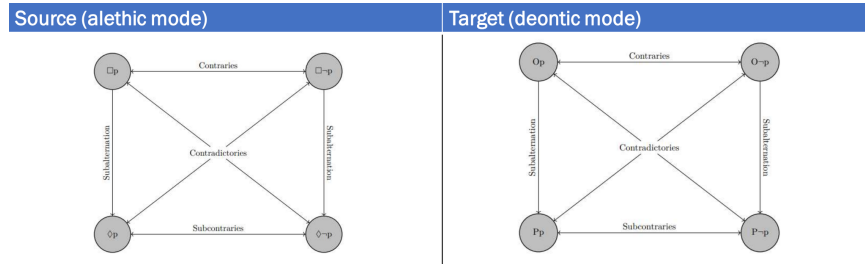 Source (alethic mode)
Target (deontic mode)
□p
Contraries
□¬p
Subalternation
Contradictories
Subalternation
◊p
Subcontraries
◊¬p
Op
Contraries
O¬p
Subalternation
Contradictories
Subalternation
Pp
Subcontraries
P¬p